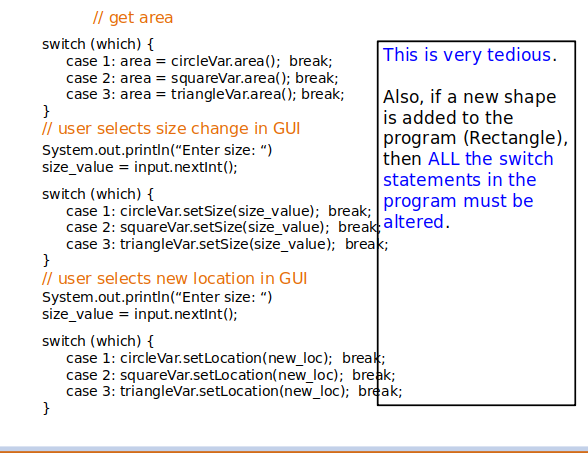 // get area
switch (which) {
case 1: area = circleVar.area();  break;
case 2: area = squareVar.area(); break;
case 3: area = triangleVar.area(); break;
}
// user selects size change in GUI
System.out.println(“Enter size: “)
size_value = input.nextInt();
switch (which) {
case 1: circleVar.setSize(size_value);  break;
case 2: squareVar.setSize(size_value);  break;
case 3: triangleVar.setSize(size_value);  break;
}
// user selects new location in GUI
System.out.println(“Enter size: “)
size_value = input.nextInt();
switch (which) {
case 1: circleVar.setLocation(new_loc);  break;
case 2: squareVar.setLocation(new_loc);  break;
case 3: triangleVar.setLocation(new_loc);  break;
}
This is very tedious.
Also, if a new shape
is added to the
program (Rectangle),
then ALL the switch
statements in the
program must be
altered.